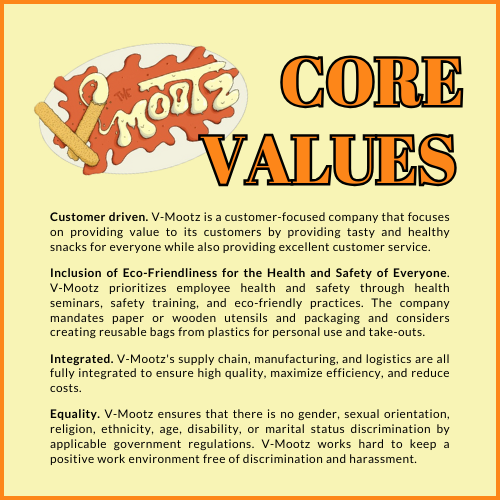 V-Mootz
CORE
VALUES
Customer driven. V-Mootz is a customer-focused company that focuses
on providing value to its customers by providing tasty and healthy
snacks for everyone while also providing excellent customer service.
Inclusion of Eco-Friendliness for the Health and Safety of Everyone.
V-Mootz prioritizes employee health and safety through health
seminars, safety training, and eco-friendly practices. The company
mandates paper or wooden utensils and packaging and considers
creating reusable bags from plastics for personal use and take-outs.
Integrated. V-Mootz's supply chain, manufacturing, and logistics are all
fully integrated to ensure high quality, maximize efficiency, and reduce
costs.
Equality. V-Mootz ensures that there is no gender, sexual orientation,
religion, ethnicity, age, disability, or marital status discrimination by
applicable government regulations. V-Mootz works hard to keep a
positive work environment free of discrimination and harassment.